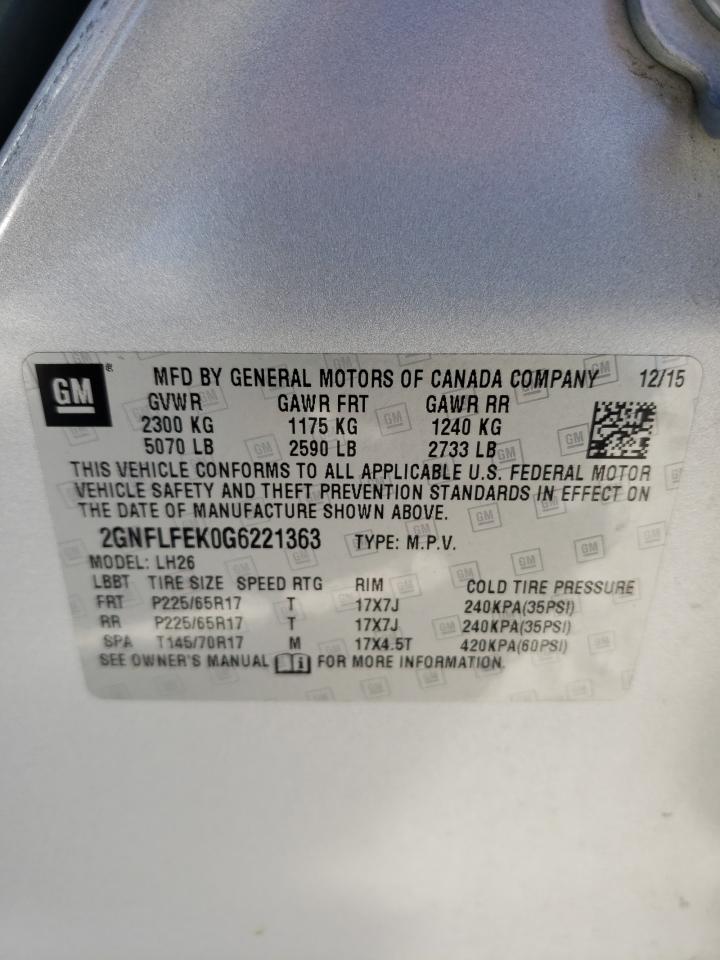 GM ® MFD BY GENERAL MOTORS OF CANADA COMPANY 12/15
GVWR GAWR FRT GAWR RR
2300 KG 1175 KG 1240 KG
5070 LB 2590 LB 2733 LB
THIS VEHICLE CONFORMS TO ALL APPLICABLE U.S. FEDERAL MOTOR
VEHICLE SAFETY AND THEFT PREVENTION STANDARDS IN EFFECT ON
THE DATE OF MANUFACTURE SHOWN ABOVE.
2GNFLFEK0G6221363 TYPE: M.P.V.
MODEL: LH26
LBBT TIRE SIZE SPEED RTG RIM COLD TIRE PRESSURE
FRT P225/65R17 T 17X7J 240KPA(35PSI)
RR P225/65R17 T 17X7J 240KPA(35PSI)
SPA T145/70R17 M 17X4.5T 420KPA(60PSI)
SEE OWNER'S MANUAL FOR MORE INFORMATION.